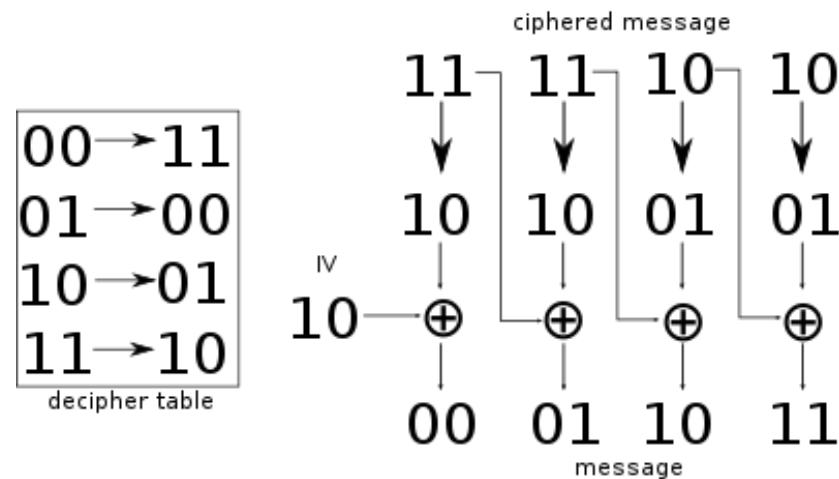 ciphered message
11 11 10 10
00 11
01 00
10 01
11 10
decipher table
10 10 01 01
IV
10
00 01 10 11
message